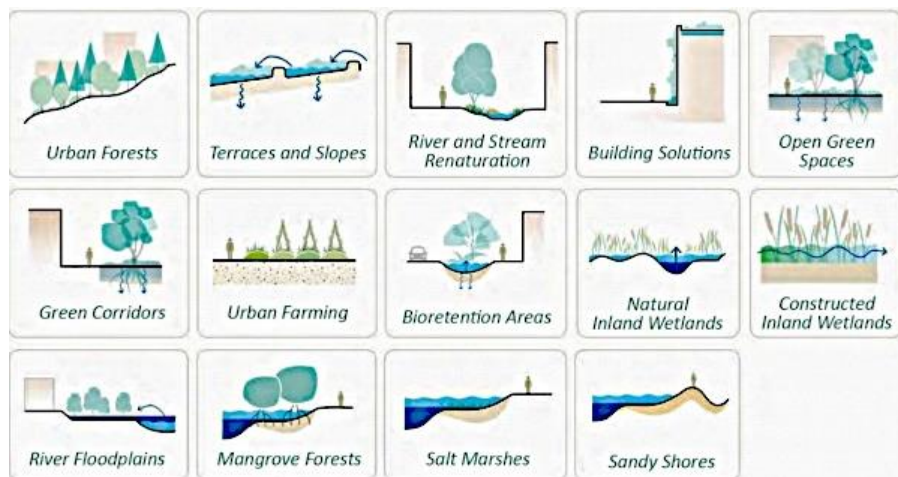 Urban Forests
Terraces and Slopes
River and Stream
Renaturation
Building Solutions
Open Green
Spaces
Green Corridors
Urban Farming
Bioretention Areas
Natural
Inland Wetlands
Constructed
Inland Wetlands
River Floodplains
Mangrove Forests
Salt Marshes
Sandy Shores